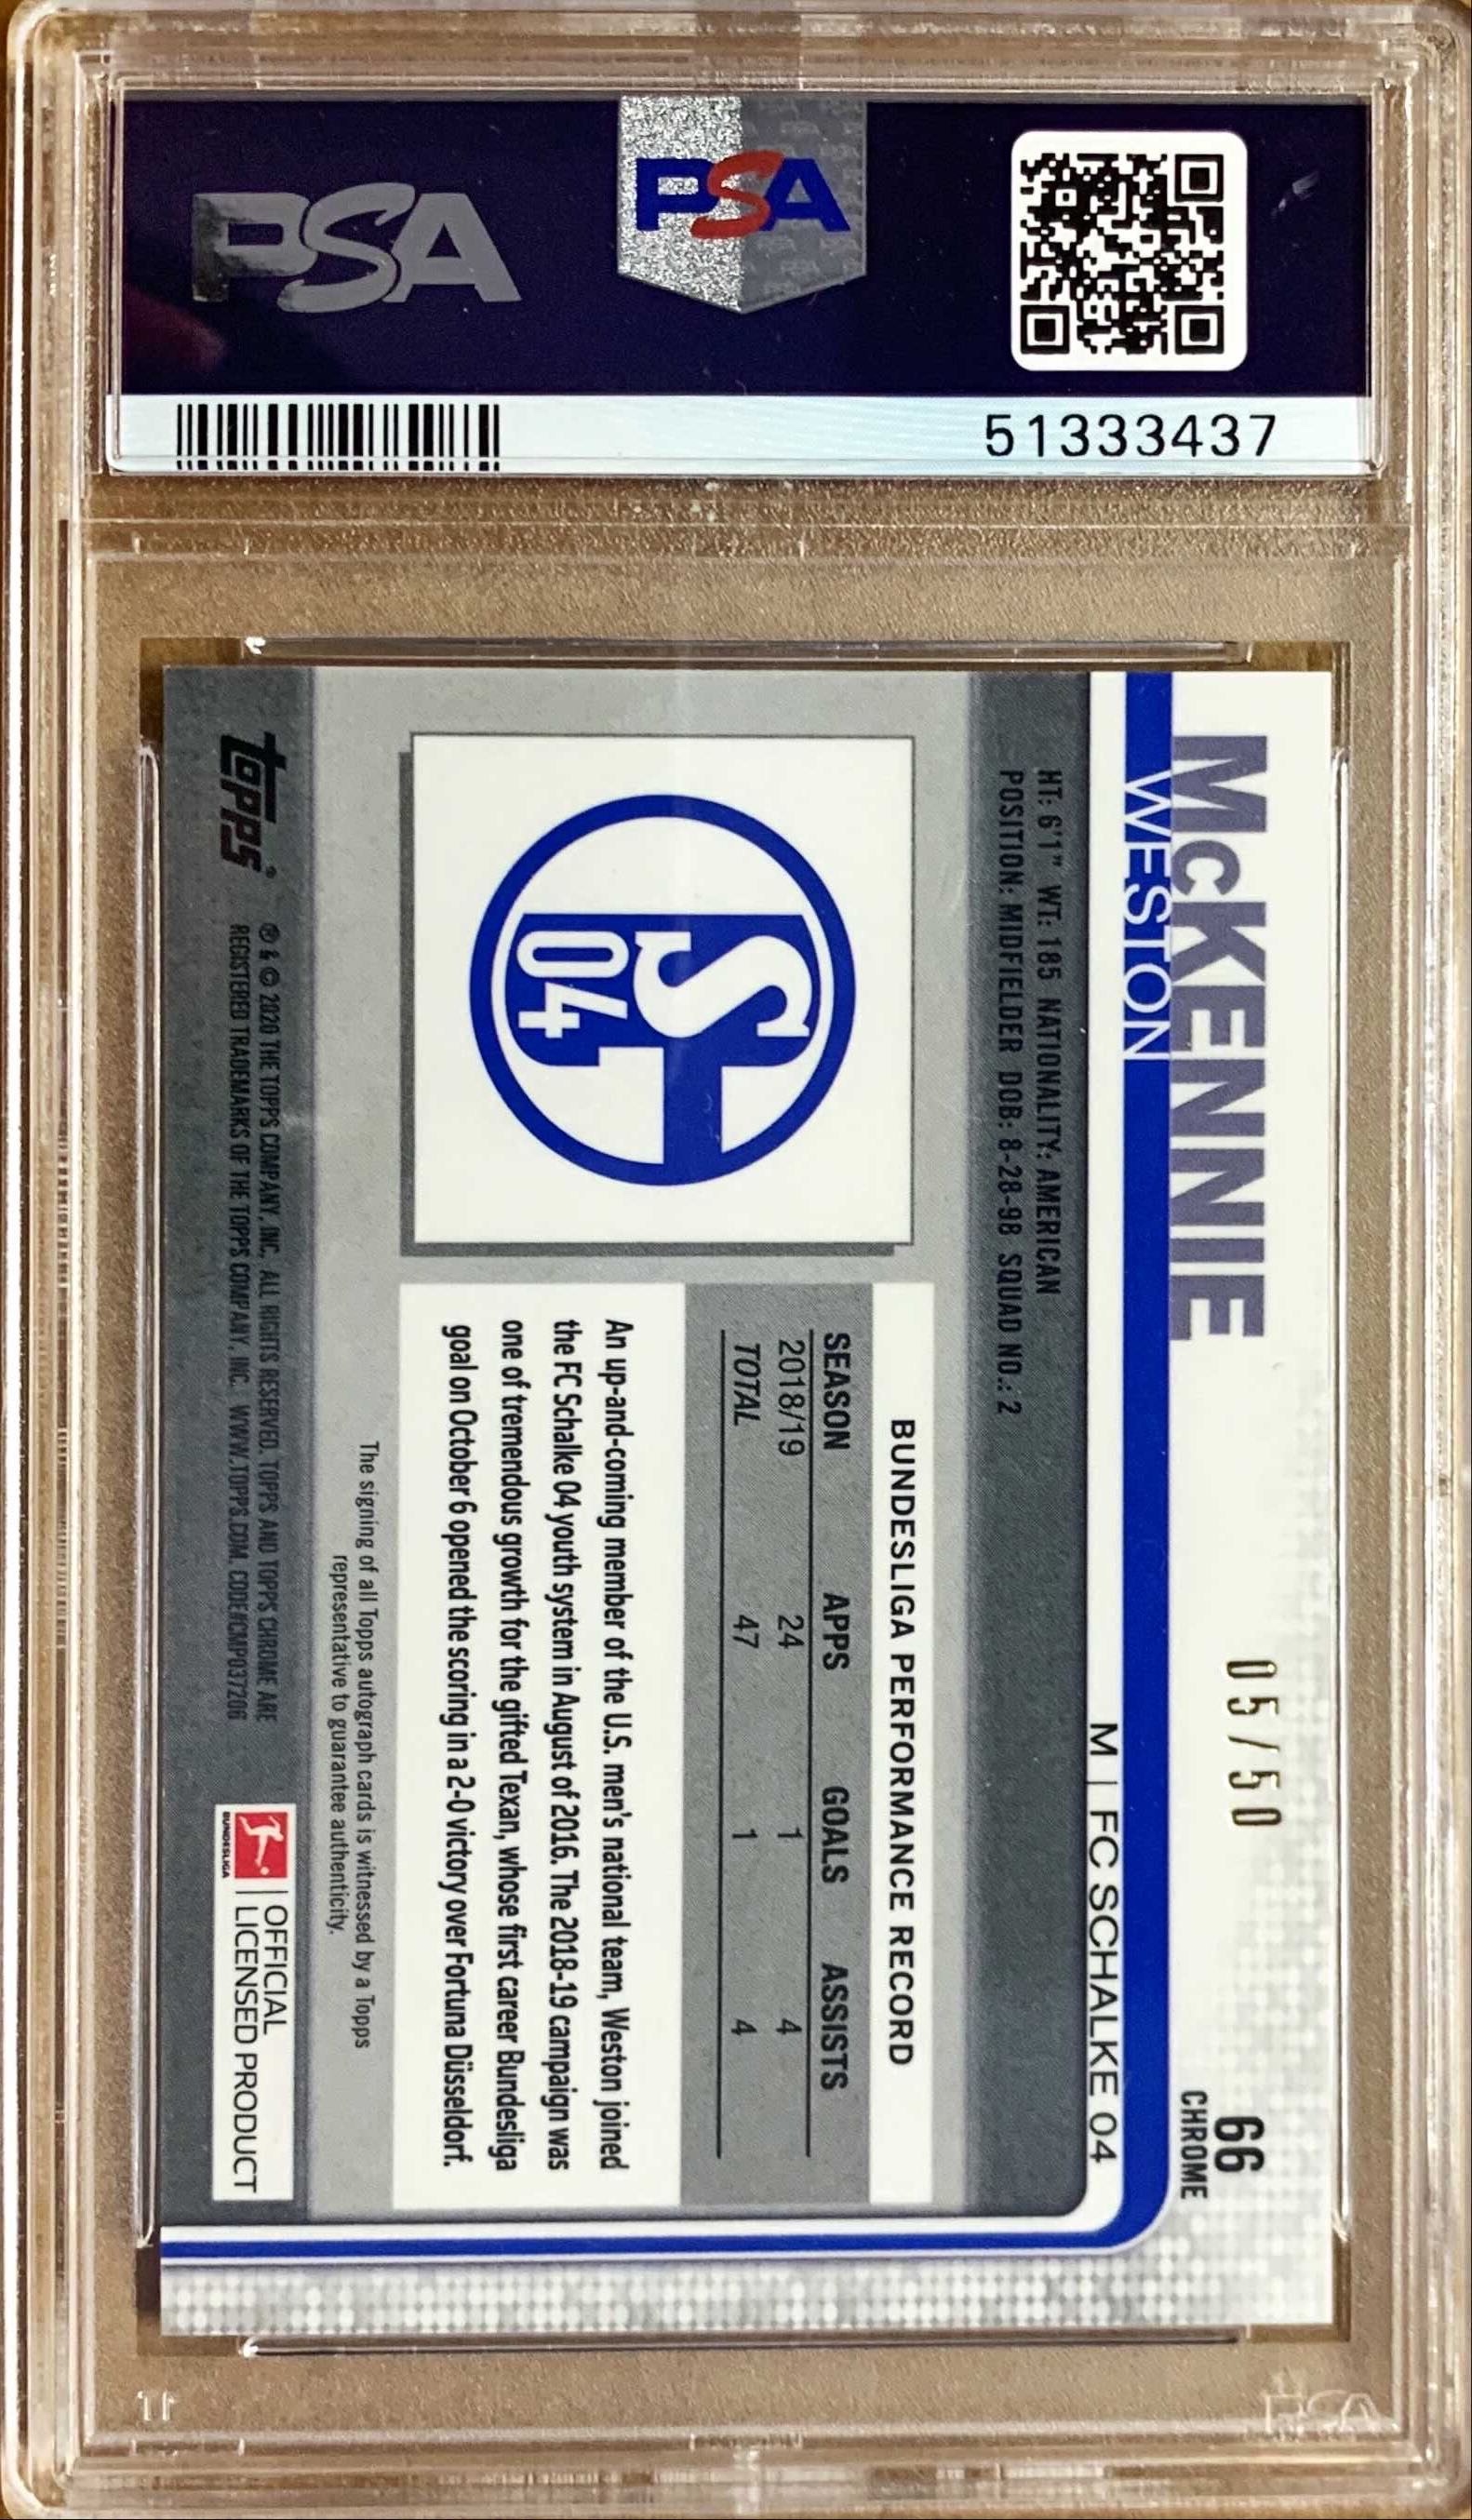 PSA
PSA
51333437
05/50
66
CHROME
McKENNIE
WESTON
M | FC SCHALKE 04
HT: 6'1" WT: 185 NATIONALITY: AMERICAN
POSITION: MIDFIELDER DOB: 8-28-98 SQUAD NO.: 2
S
04
BUNDESLIGA PERFORMANCE RECORD
SEASON APPS GOALS ASSISTS
2018/19 24 1 4
TOTAL 47 1 4
An up-and-coming member of the U.S. men's national team, Weston joined
the FC Schalke 04 youth system in August of 2016. The 2018-19 campaign was
one of tremendous growth for the gifted Texan, whose first career Bundesliga
goal on October 6 opened the scoring in a 2-0 victory over Fortuna Düsseldorf.
The signing of all Topps autograph cards is witnessed by a Topps
representative to guarantee authenticity.
topps®
® & © 2020 THE TOPPS COMPANY, INC. ALL RIGHTS RESERVED. TOPPS AND TOPPS CHROME ARE
REGISTERED TRADEMARKS OF THE TOPPS COMPANY, INC. WWW.TOPPS.COM. CODE#CMP037206
BUNDESLIGA
OFFICIAL
LICENSED PRODUCT
PSA